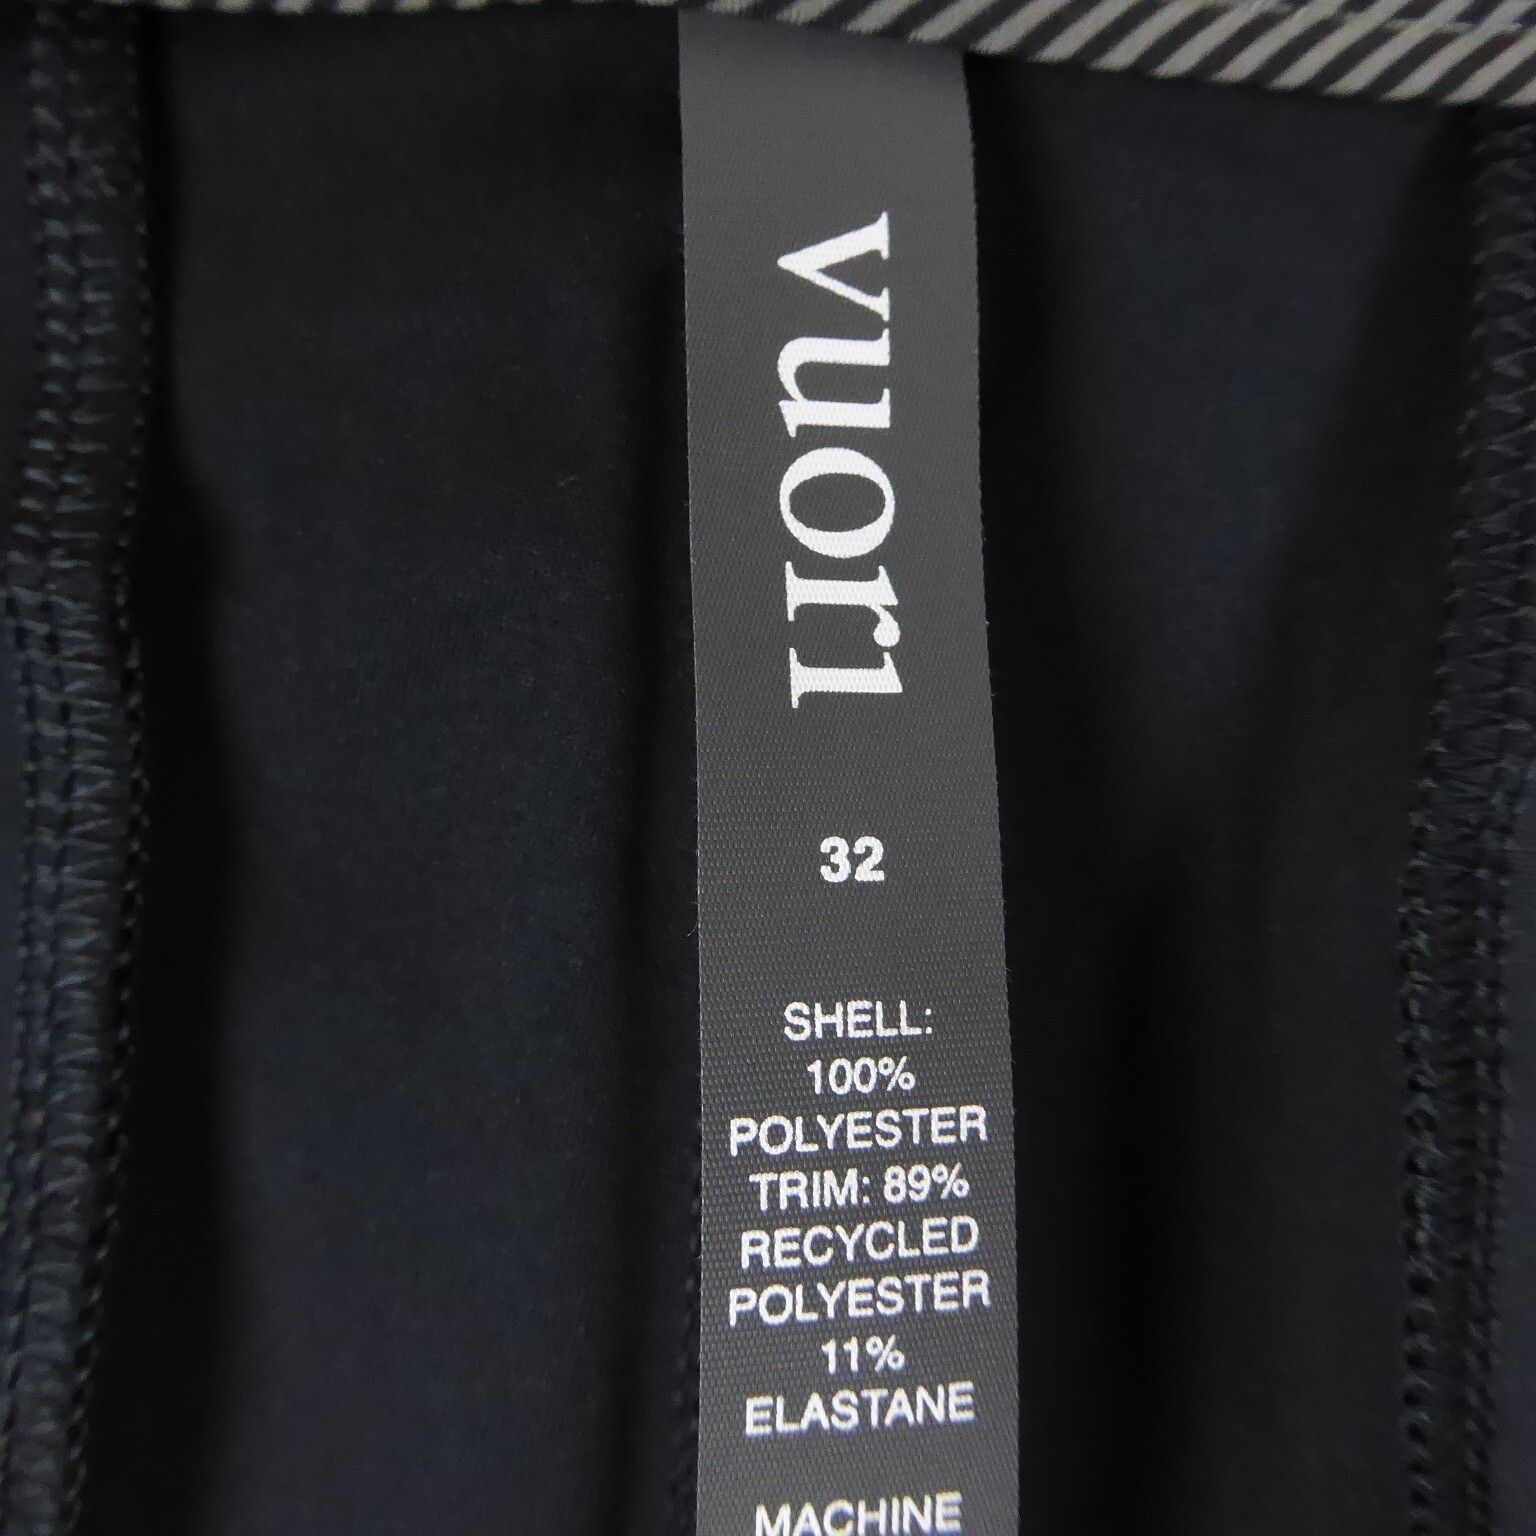 vuori
32
SHELL:
100%
POLYESTER
TRIM: 89%
RECYCLED
POLYESTER
11%
ELASTANE
MACHINE